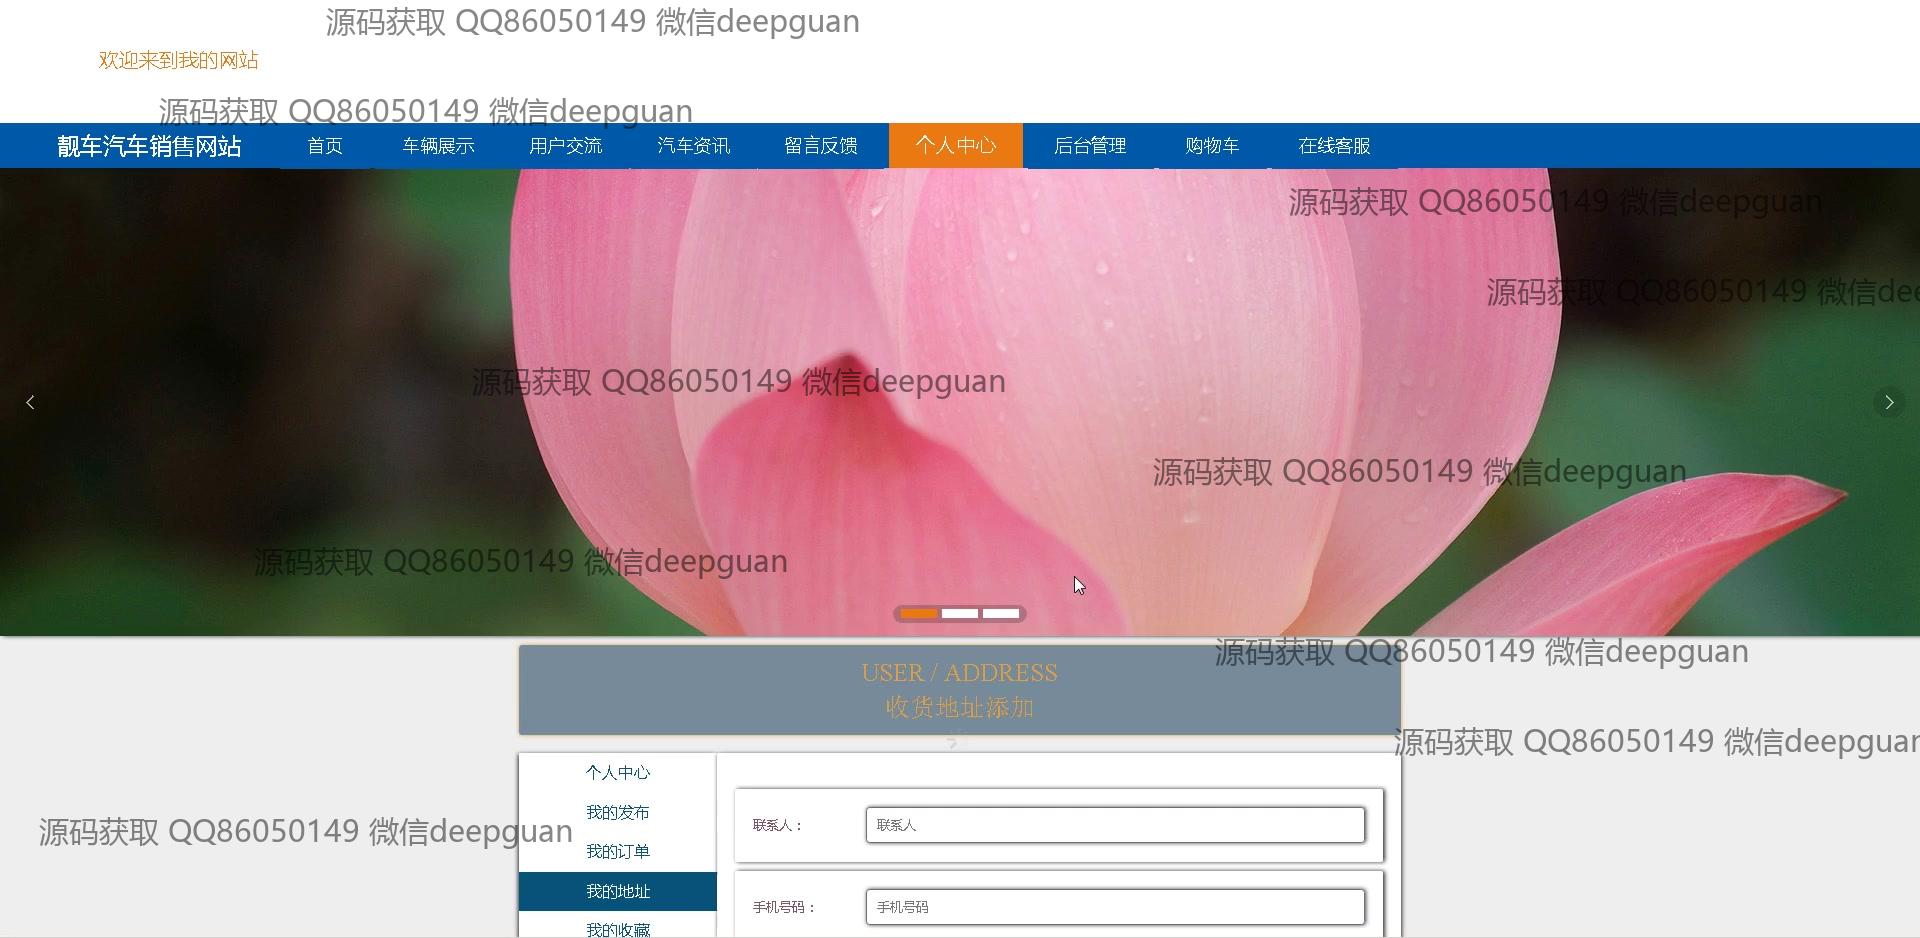 源码获取 QQ86050149 微信deepguan
欢迎来到我的网站
源码获取 QQ86050149 微信deepguan
靓车汽车销售网站 首页 车辆展示 用户交流 汽车资讯 留言反馈 个人中心 后台管理 购物车 在线客服
源码获取 QQ86050149 微信deepguan
源码获取 QQ86050149 微信dee
源码获取 QQ86050149 微信deepguan
源码获取 QQ86050149 微信deepguan
源码获取 QQ86050149 微信deepguan
源码获取 QQ86050149 微信deepguan
USER / ADDRESS
收货地址添加
源码获取 QQ86050149 微信deepguan
个人中心
我的发布
联系人： 联系人
源码获取 QQ86050149 微信deepguan
我的订单
我的地址
手机号码： 手机号码
我的收藏